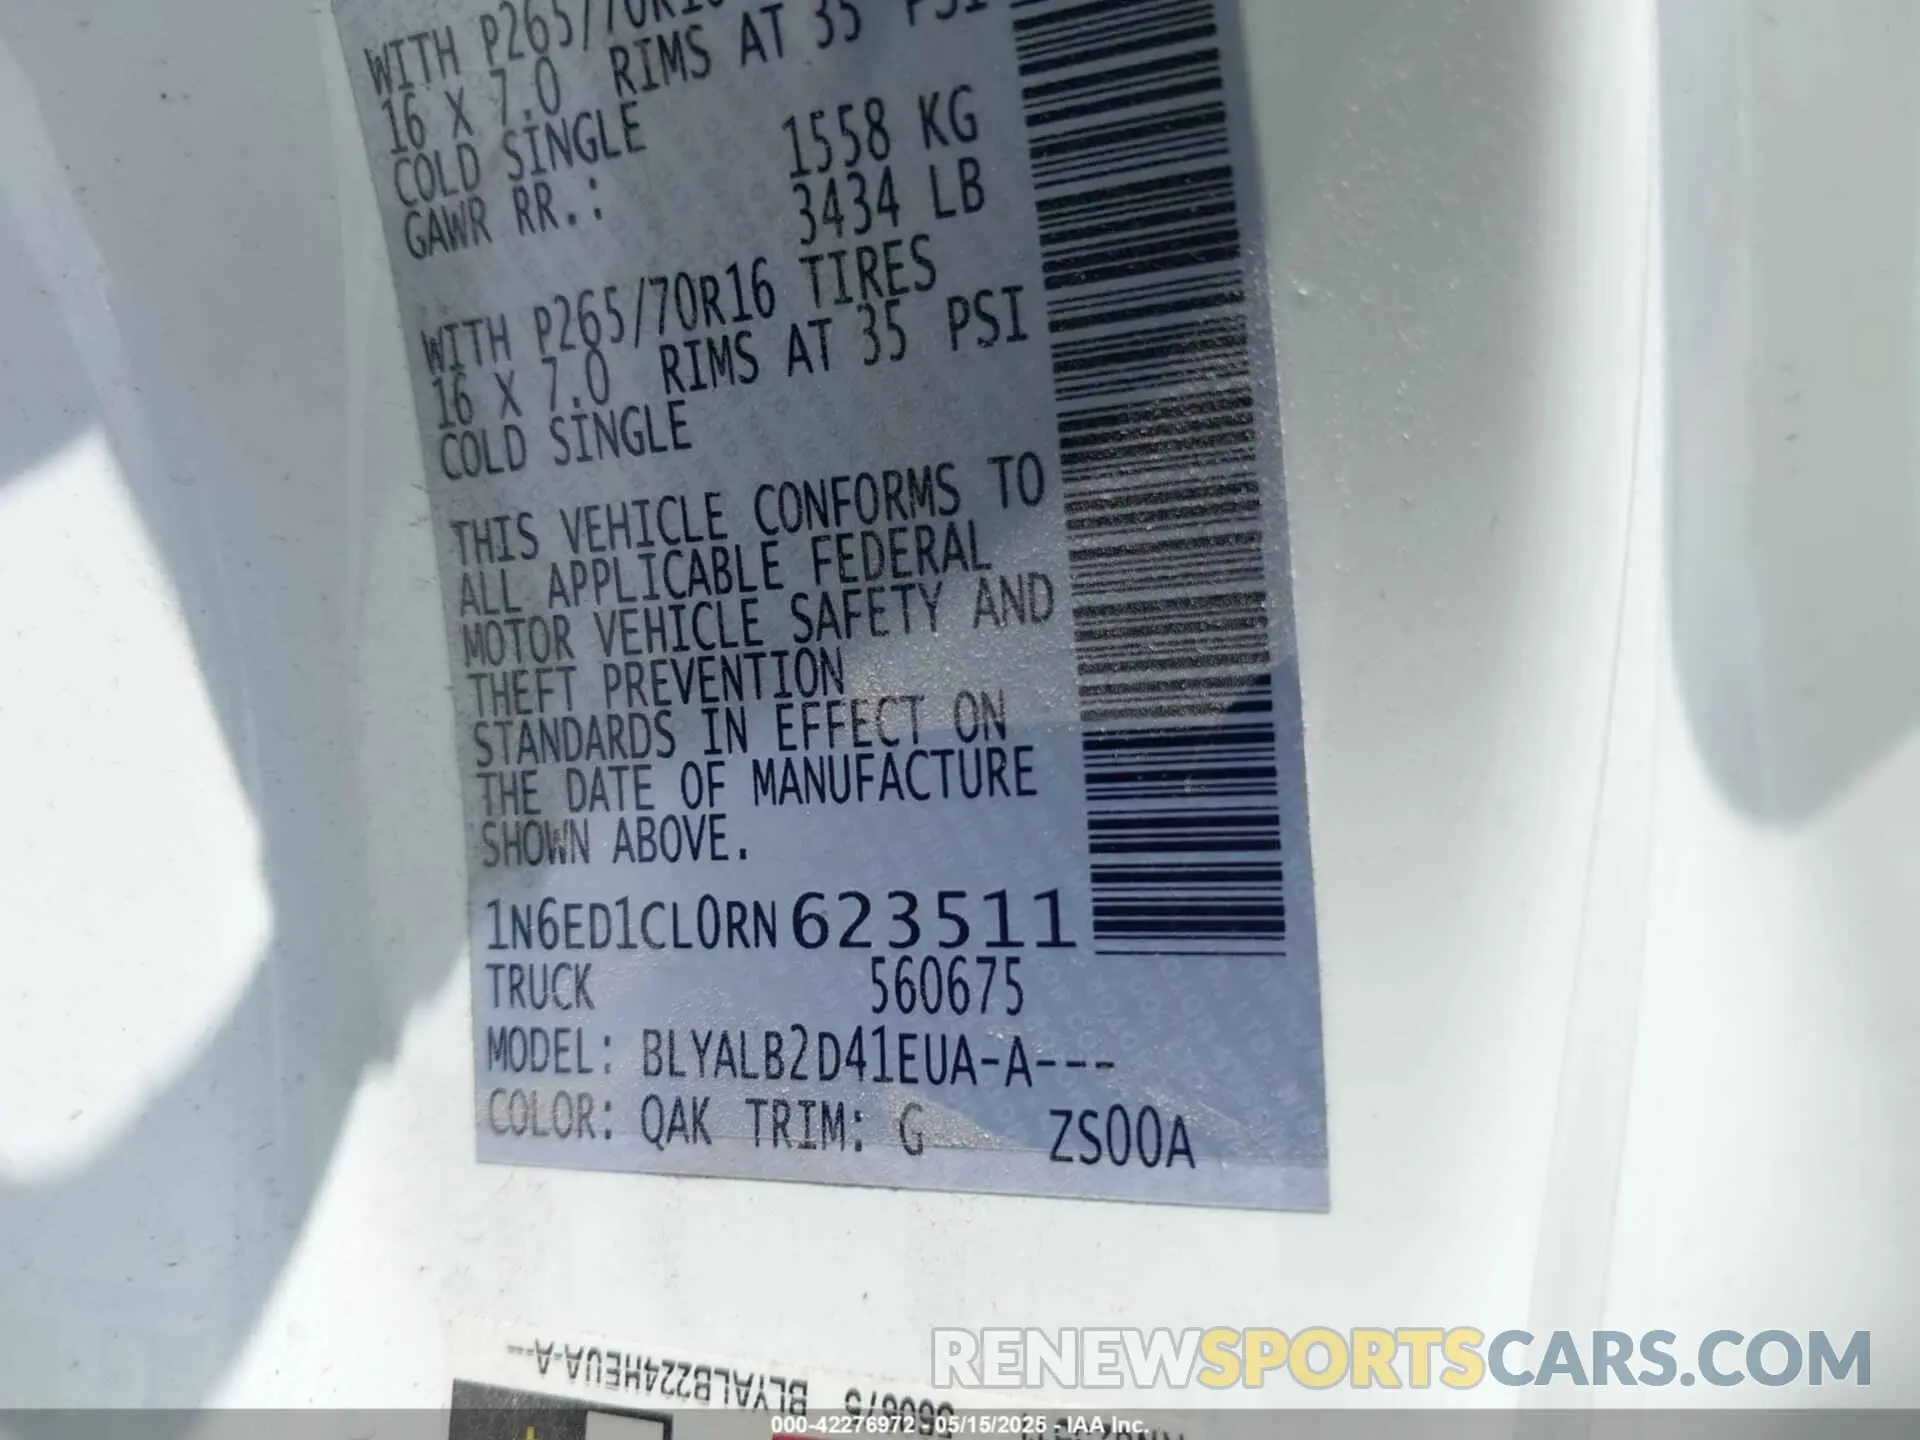 WITH P265/70R16
16 X 7.0 RIMS AT 35 PSI
COLD SINGLE
GAWR RR.: 1558 KG
3434 LB
WITH P265/70R16 TIRES
16 X 7.0 RIMS AT 35 PSI
COLD SINGLE
THIS VEHICLE CONFORMS TO
ALL APPLICABLE FEDERAL
MOTOR VEHICLE SAFETY AND
THEFT PREVENTION
STANDARDS IN EFFECT ON
THE DATE OF MANUFACTURE
SHOWN ABOVE.
1N6ED1CL0RN623511
TRUCK 560675
MODEL: BLYALB2D41EUA-A---
COLOR: QAK TRIM: G ZS00A
560675 BLYALB224HEUA-A---
RENEWSPORTSCARS.COM
000-42276972 - 05/15/2025 - IAA Inc.